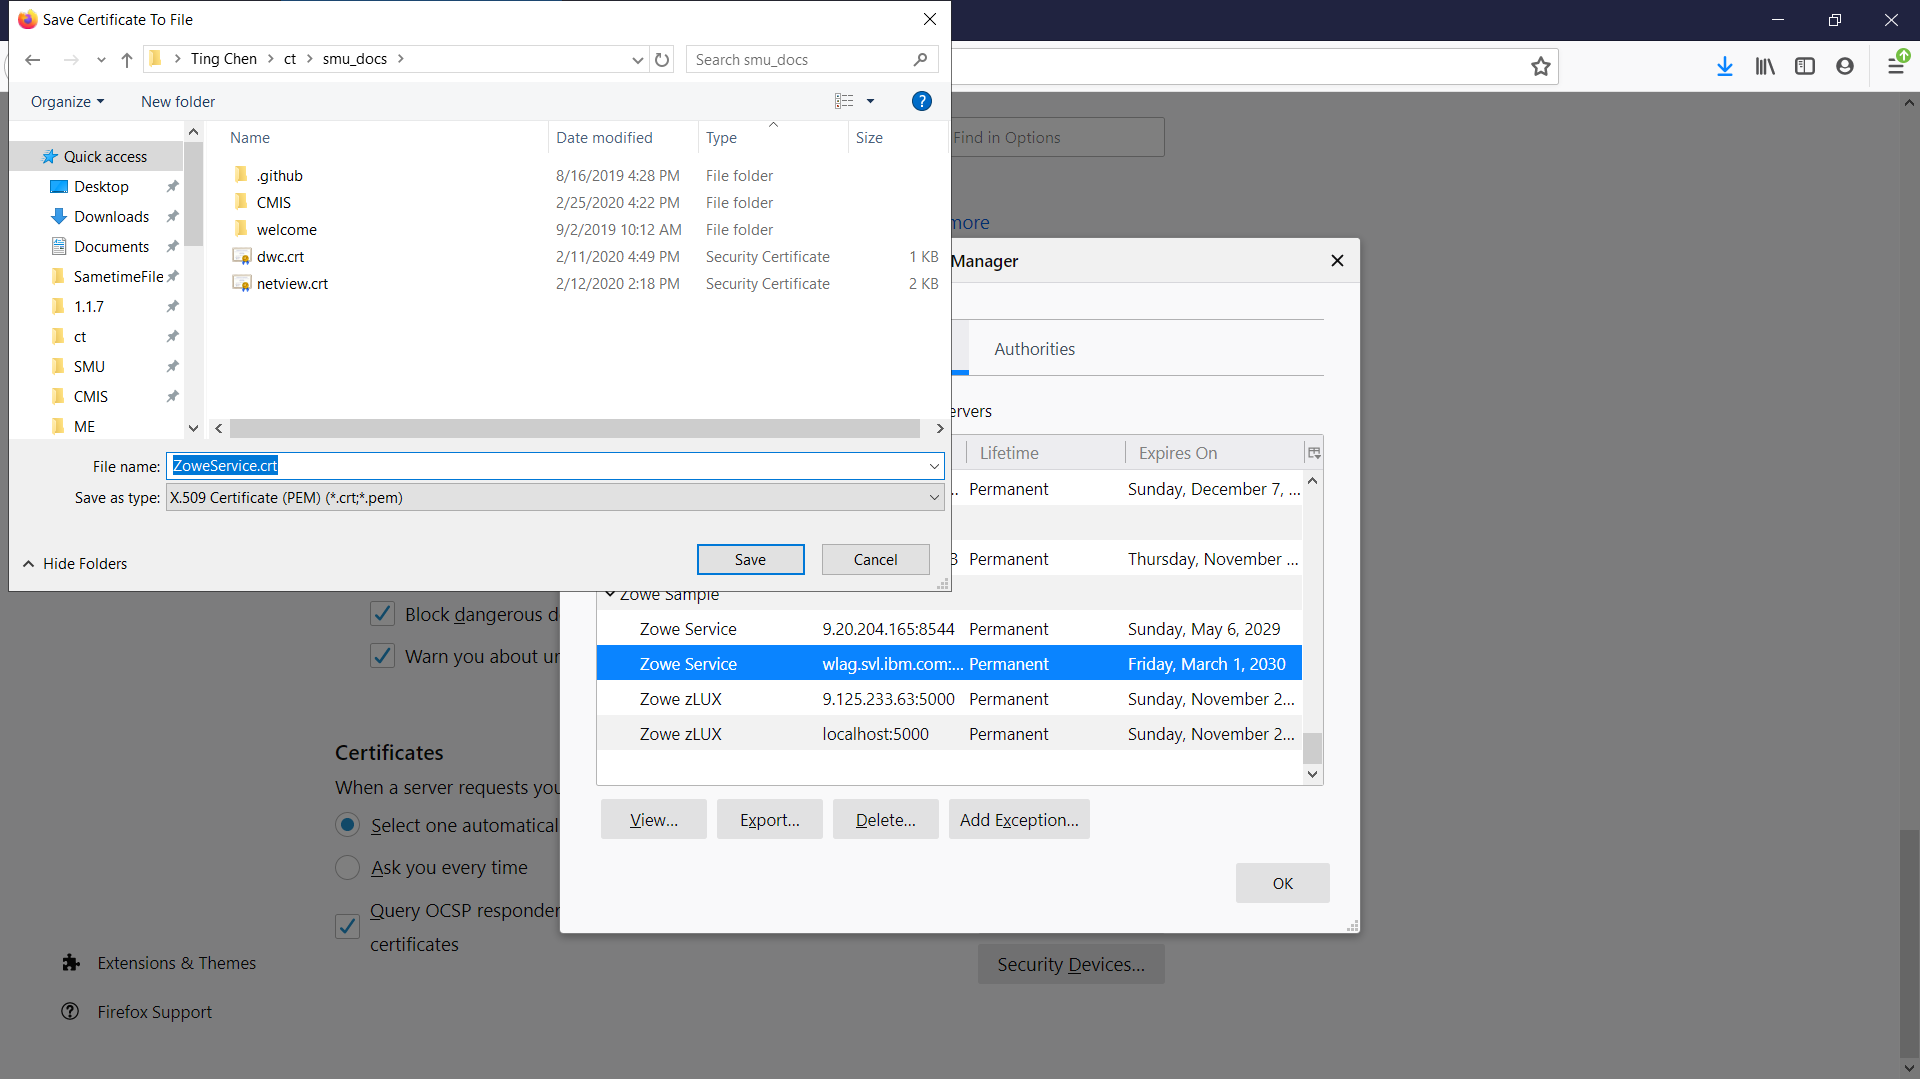 Save Certificate To File
Ting Chen > ct > smu_docs >
Search smu_docs
Organize
New folder
Name Date modified Type Size
Quick access
Desktop
Downloads
Documents
SametimeFile
1.1.7
ct
SMU
CMIS
ME
.github 8/16/2019 4:28 PM File folder
CMIS 2/25/2020 4:22 PM File folder
welcome 9/2/2019 10:12 AM File folder
dwc.crt 2/11/2020 4:49 PM Security Certificate 1 KB
netview.crt 2/12/2020 2:18 PM Security Certificate 2 KB
File name: ZoweService.crt
Save as type: X.509 Certificate (PEM) (*.crt;*.pem)
Hide Folders
Save
Cancel
Find in Options
more
Manager
Authorities
ervers
Lifetime Expires On
.. Permanent Sunday, December 7, ...
3 Permanent Thursday, November ...
Zowe Sample
Zowe Service 9.20.204.165:8544 Permanent Sunday, May 6, 2029
Zowe Service wlag.svl.ibm.com:... Permanent Friday, March 1, 2030
Zowe zLUX 9.125.233.63:5000 Permanent Sunday, November 2...
Zowe zLUX localhost:5000 Permanent Sunday, November 2...
View...
Export...
Delete...
Add Exception...
OK
Block dangerous d
Warn you about un
Certificates
When a server requests you
Select one automatical
Ask you every time
Query OCSP responder
certificates
Security Devices...
Extensions & Themes
Firefox Support